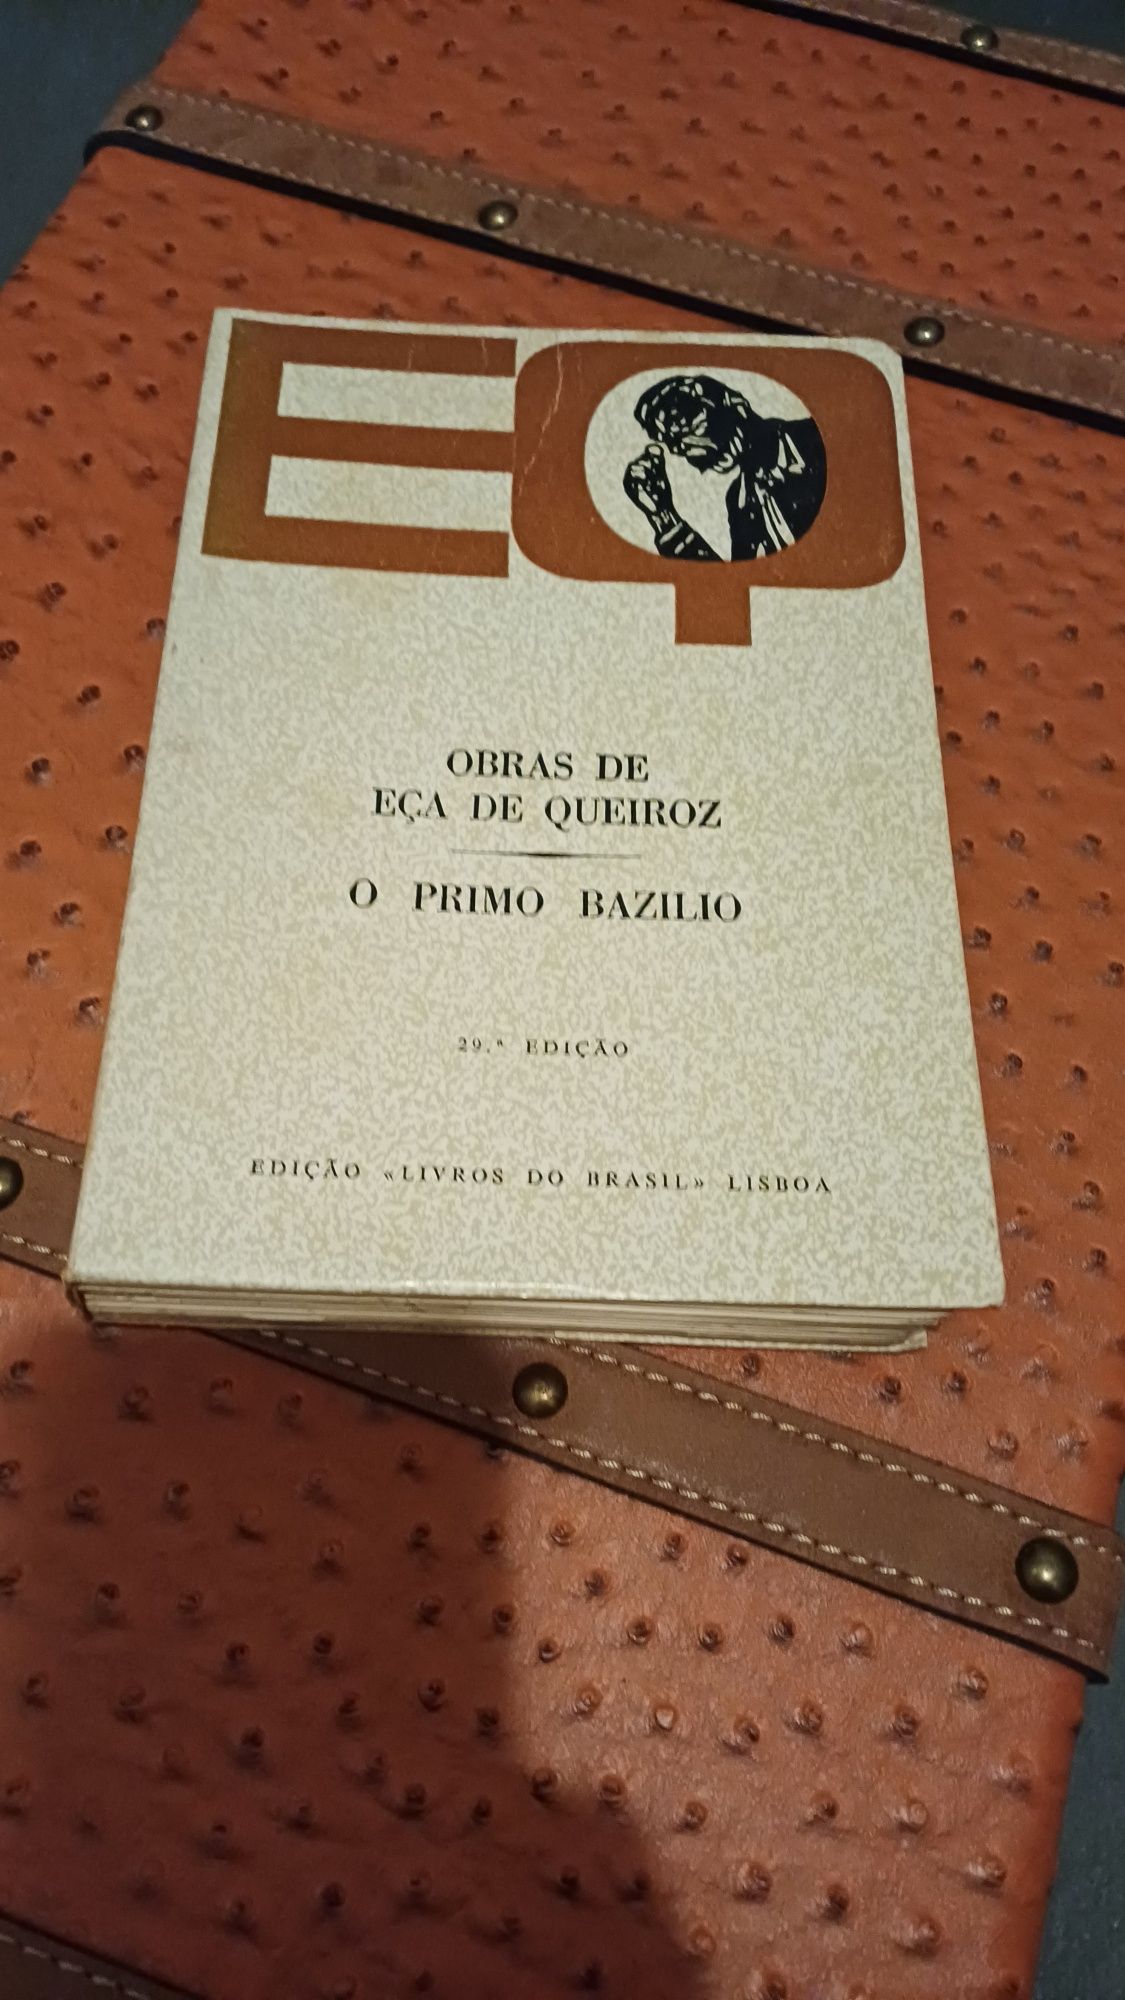 EQ
OBRAS DE
EÇA DE QUEIROZ
O PRIMO BAZILIO
29.ª EDIÇÃO
EDIÇÃO «LIVROS DO BRASIL» LISBOA